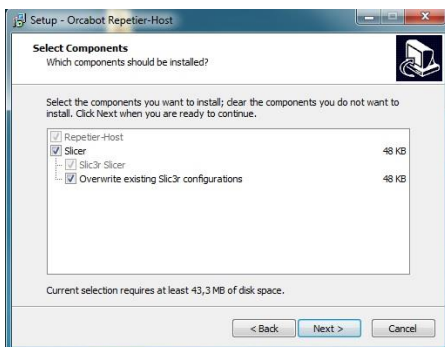 Setup - Orcabot Repetier-Host
Select Components
Which components should be installed?
Select the components you want to install; clear the components you do not want to
install. Click Next when you are ready to continue.
Repetier-Host
Slicer 48 KB
Slic3r Slicer
Overwrite existing Slic3r configurations 48 KB
Current selection requires at least 43,3 MB of disk space.
< Back Next > Cancel